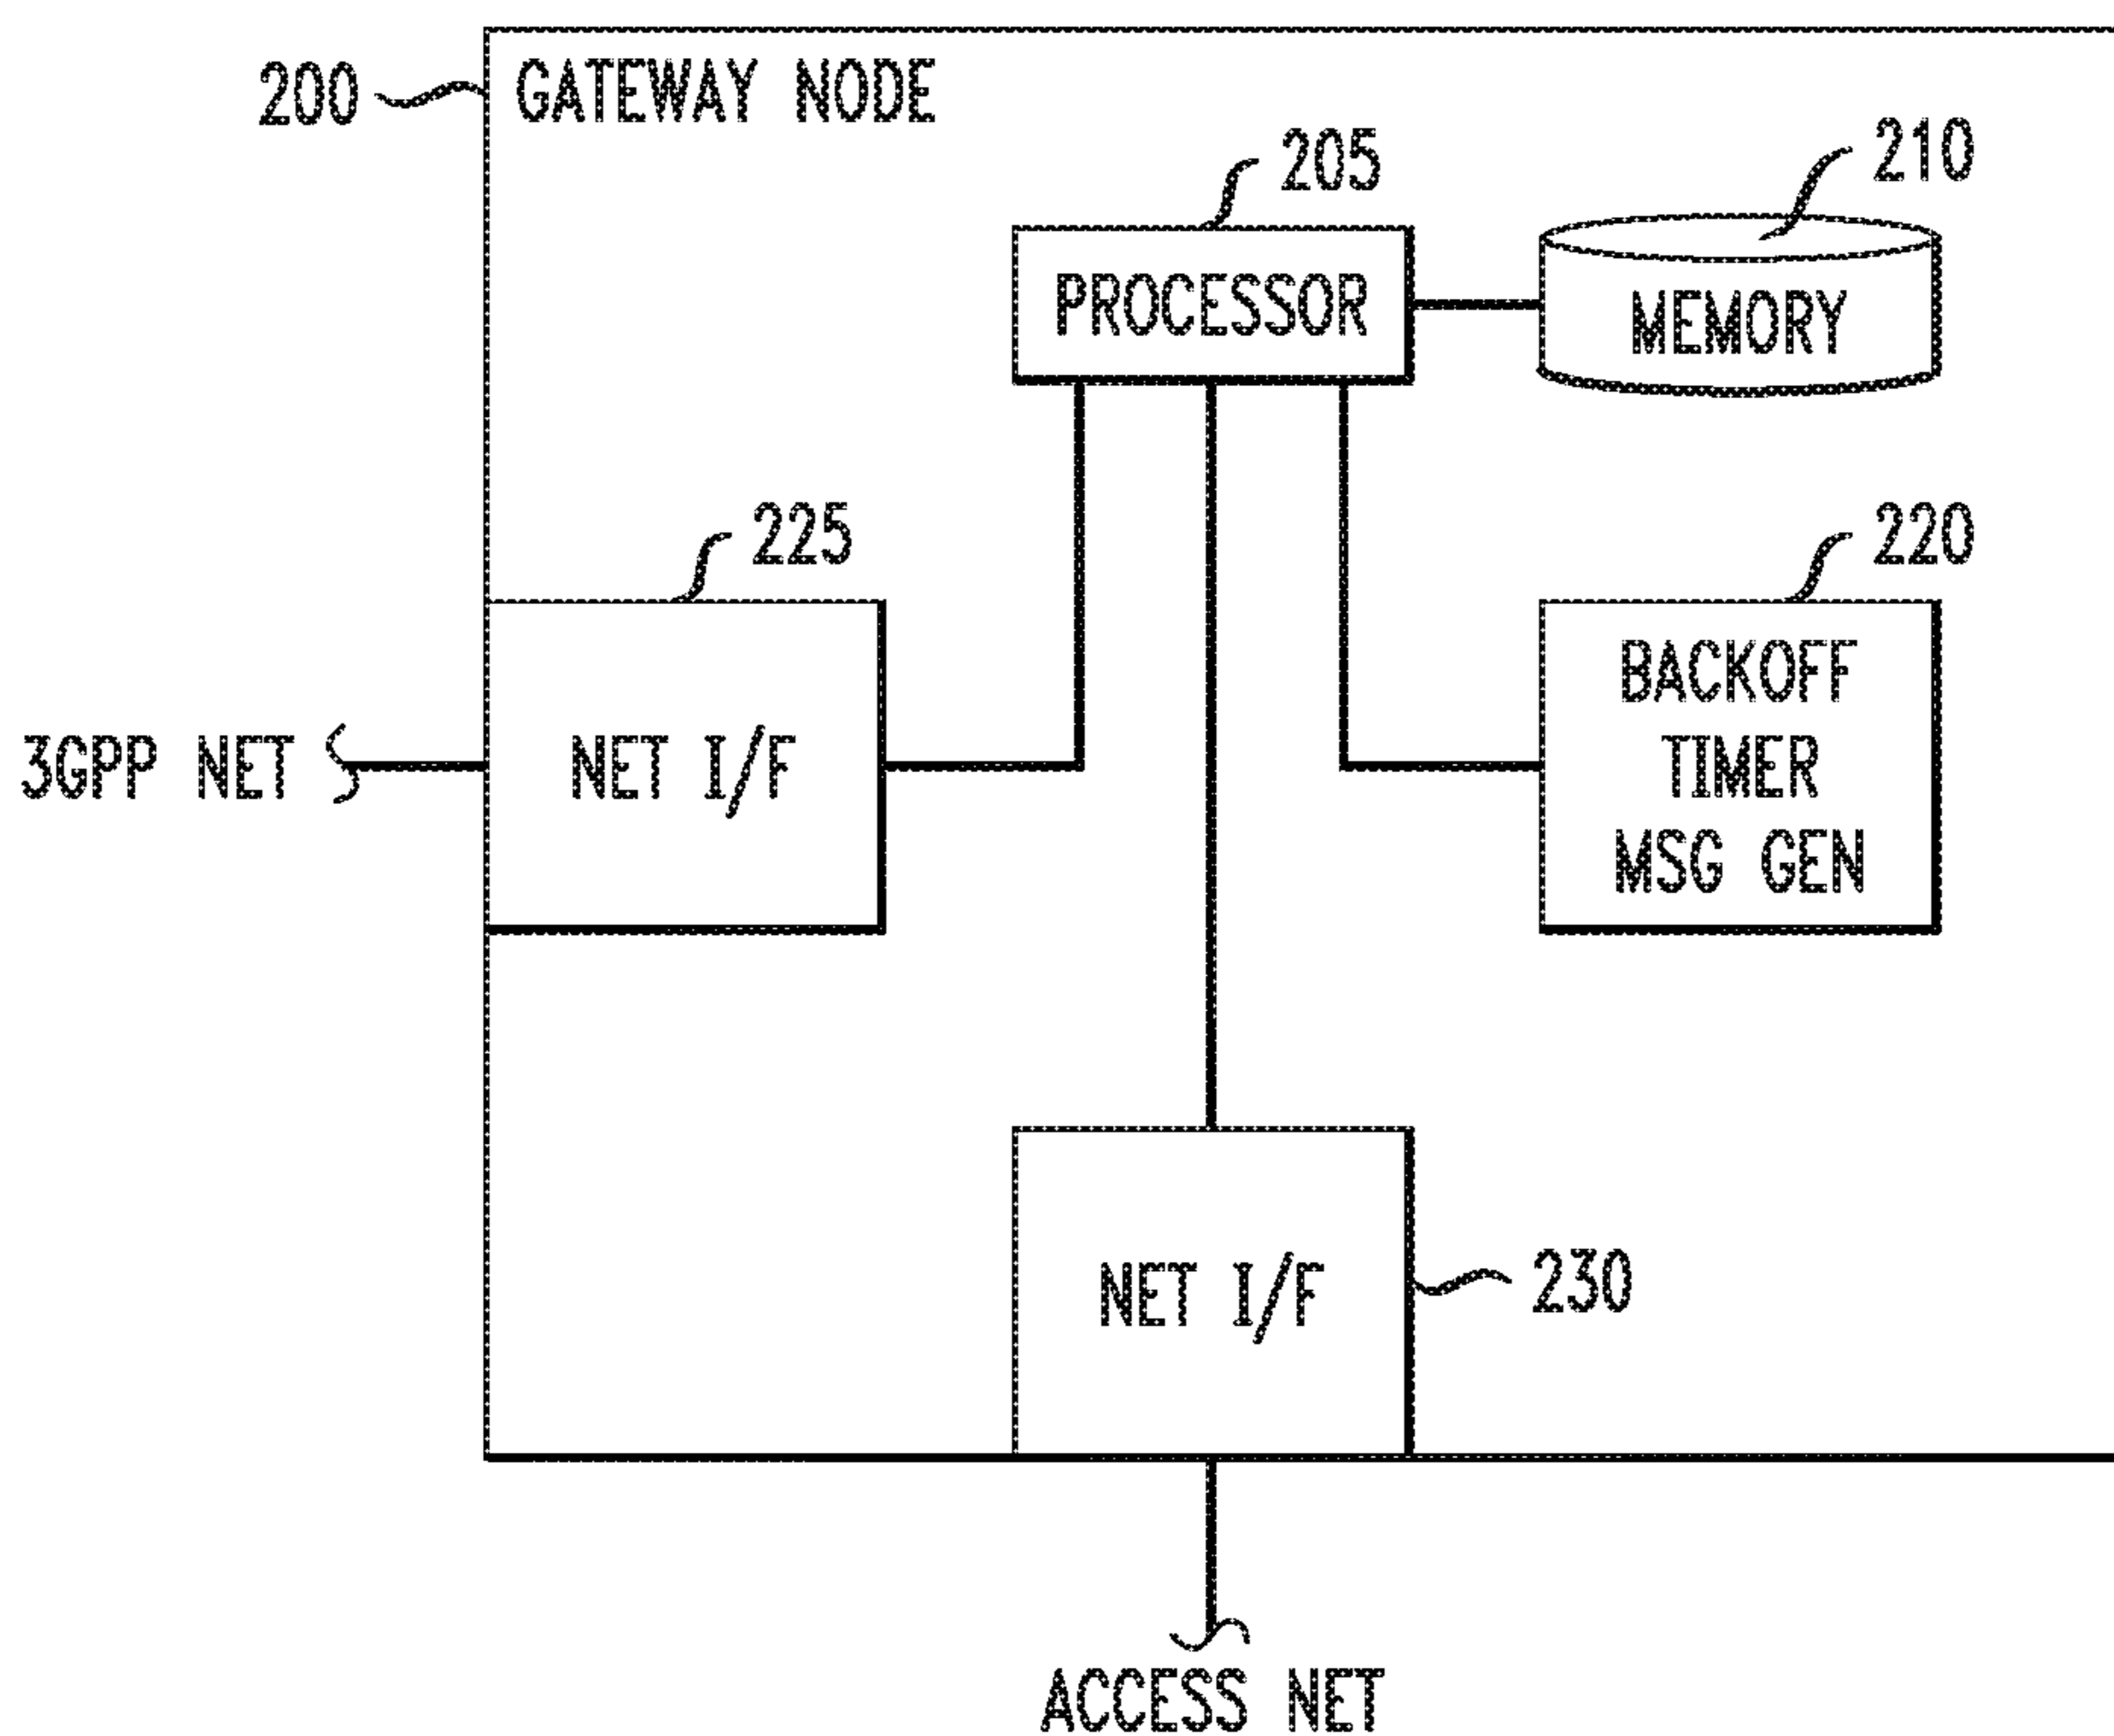 200
GATEWAY NODE
205
210
PROCESSOR
MEMORY
225
220
3GPP NET
NET I/F
BACKOFF
TIMER
MSG GEN
NET I/F
230
ACCESS NET